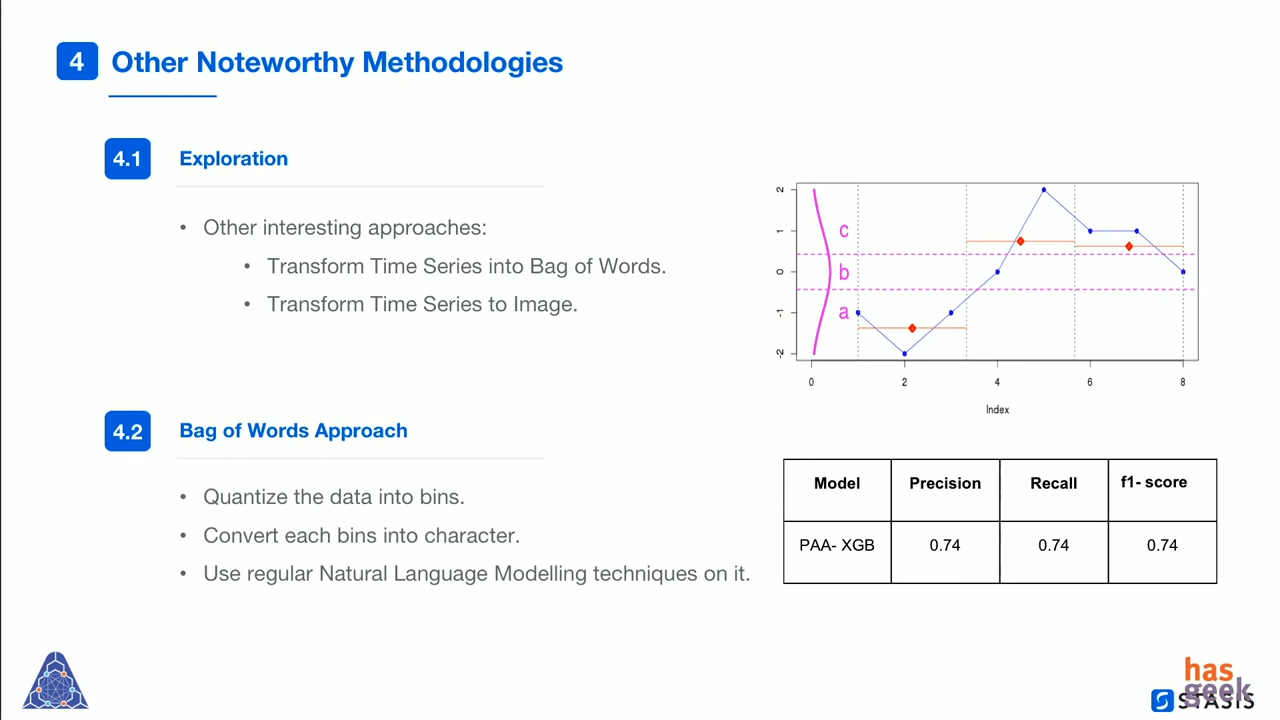 4 Other Noteworthy Methodologies
4.1 Exploration
• Other interesting approaches:
• Transform Time Series into Bag of Words.
• Transform Time Series to Image.
2
1
0
-1
-2
c
b
a
0 2 4 6 8
Index
4.2 Bag of Words Approach
• Quantize the data into bins.
• Convert each bins into character.
• Use regular Natural Language Modelling techniques on it.
Model Precision Recall f1- score
PAA- XGB 0.74 0.74 0.74
has
geek
STASIS